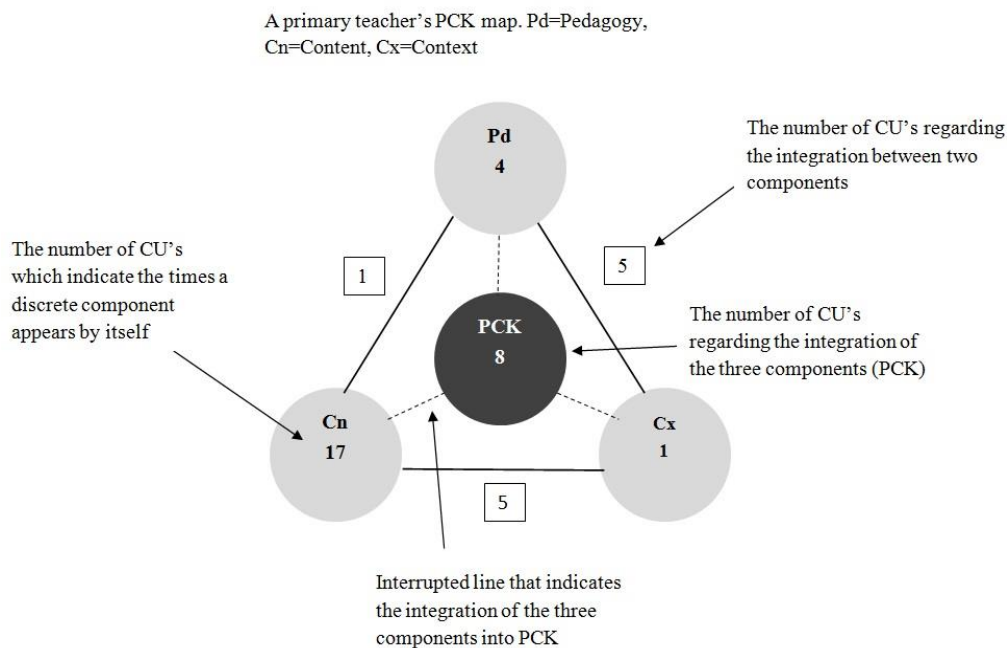 A primary teacher's PCK map. Pd=Pedagogy,
Cn=Content, Cx=Context
Pd
4
The number of CU's regarding
the integration between two
components
The number of CU's
which indicate the times a
discrete component
appears by itself
1
5
PCK
8
The number of CU's
regarding the integration of
the three components (PCK)
Cn
17
Cx
1
5
Interrupted line that indicates
the integration of the three
components into PCK